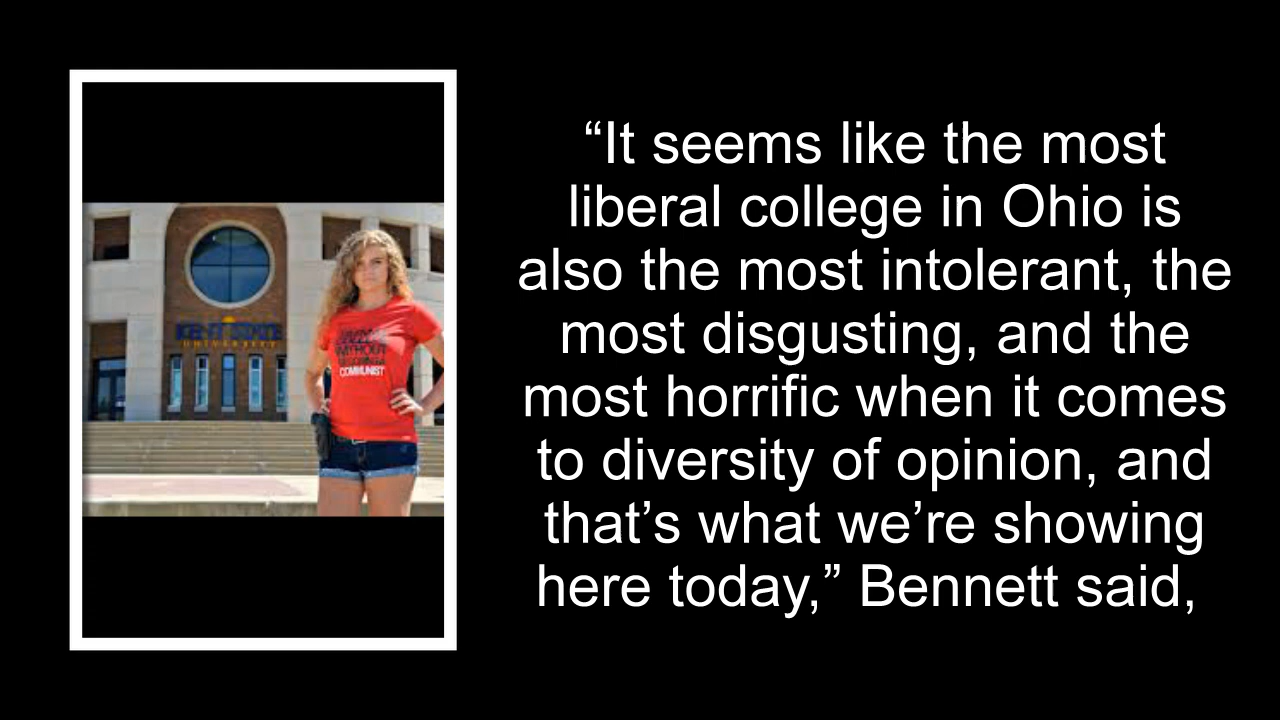 KENT STATE
UNIVERSITY
WITHOUT
COMMUNIST
“It seems like the most
liberal college in Ohio is
also the most intolerant, the
most disgusting, and the
most horrific when it comes
to diversity of opinion, and
that’s what we’re showing
here today,” Bennett said,